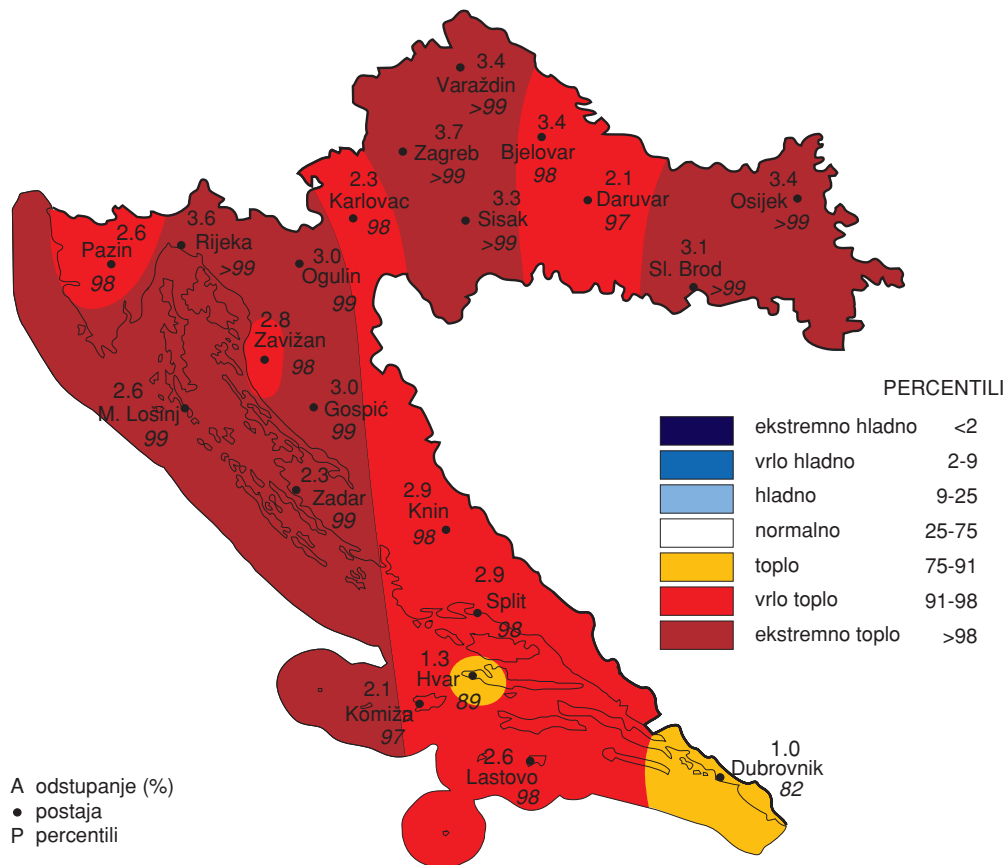 3.4
Varaždin
>99
3.7
Zagreb
>99
3.4
Bjelovar
98
2.3
Karlovac
98
3.3
Sisak
>99
2.1
Daruvar
97
3.4
Osijek
>99
3.1
Sl. Brod
>99
2.6
Pazin
98
3.6
Rijeka
>99
3.0
Ogulin
99
2.8
Zavižan
98
2.6
M. Lošinj
99
3.0
Gospić
99
2.3
Zadar
99
2.9
Knin
98
2.9
Split
98
1.3
Hvar
89
2.1
Komiža
97
2.6
Lastovo
98
1.0
Dubrovnik
82
PERCENTILI
ekstremno hladno <2
vrlo hladno 2-9
hladno 9-25
normalno 25-75
toplo 75-91
vrlo toplo 91-98
ekstremno toplo >98
A odstupanje (%)
● postaja
P percentili